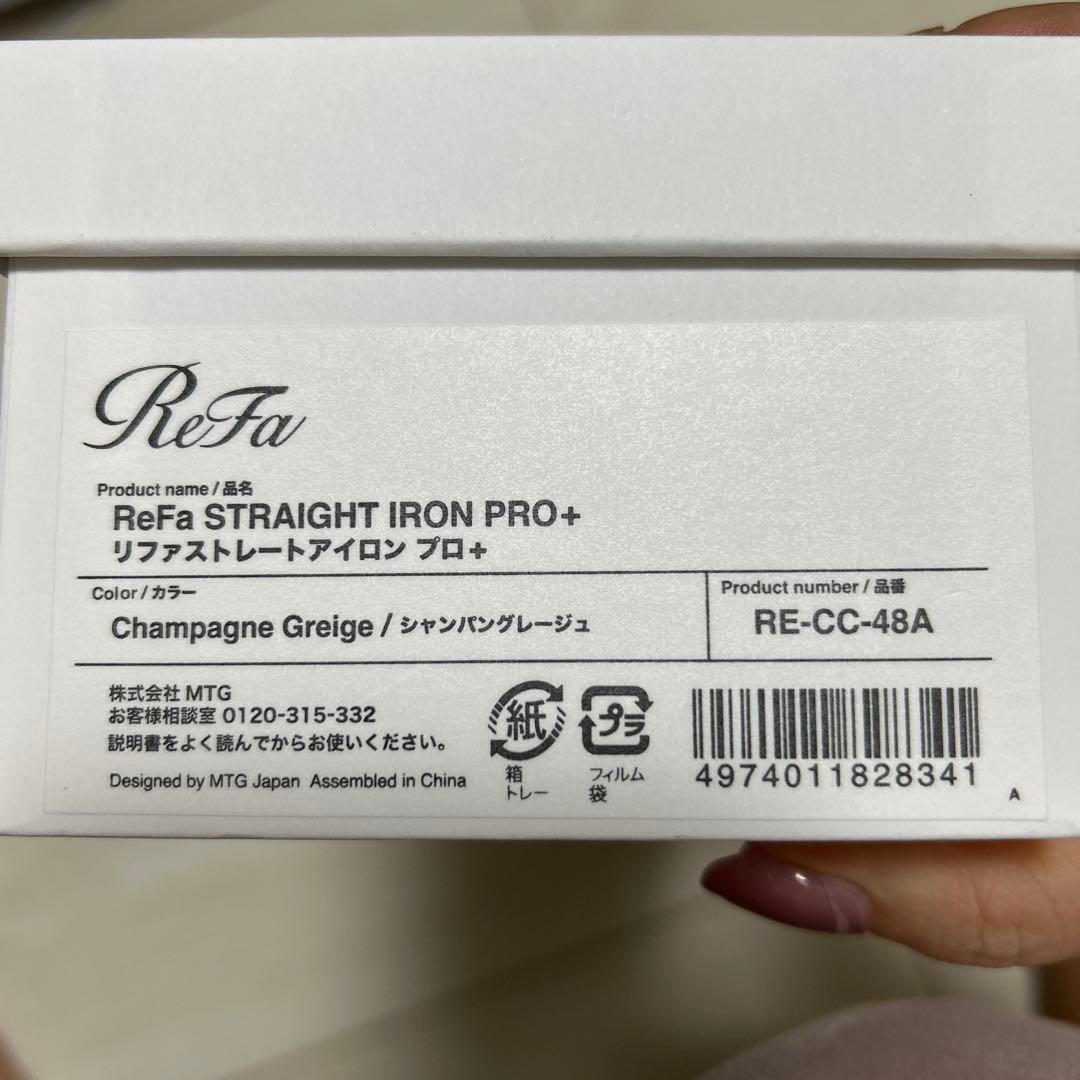 ReFa
Product name / 品名
ReFa STRAIGHT IRON PRO+
リファストレートアイロン プロ+
Color / カラー
Champagne Greige / シャンパングレージュ
Product number / 品番
RE-CC-48A
株式会社 MTG
お客様相談室 0120-315-332
説明書をよく読んでからお使いください。
Designed by MTG Japan Assembled in China
紙
箱
トレー
プラ
フィルム
袋
4974011828341
A